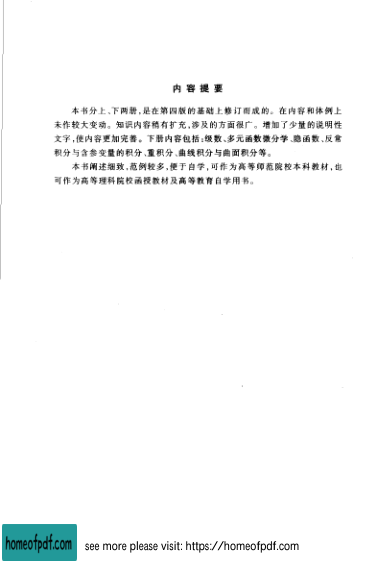 内容提要
本书分上、下两册,是在第四版的基础上修订而成的。在内容和体例上
未作较大变动。知识内容稍有扩充,涉及的方面很广。增加了少量的说明性
文字,使内容更加完善。下册内容包括:级数、多元函数微分学、隐函数、反常
积分与含参变量的积分、重积分、曲线积分与曲面积分等。
本书阐述细致,范例较多,便于自学,可作为高等师范院校本科教材,也
可作为高等理科院校函授教材及高等教育自学用书。
homeofpdf.com
see more please visit: https://homeofpdf.com